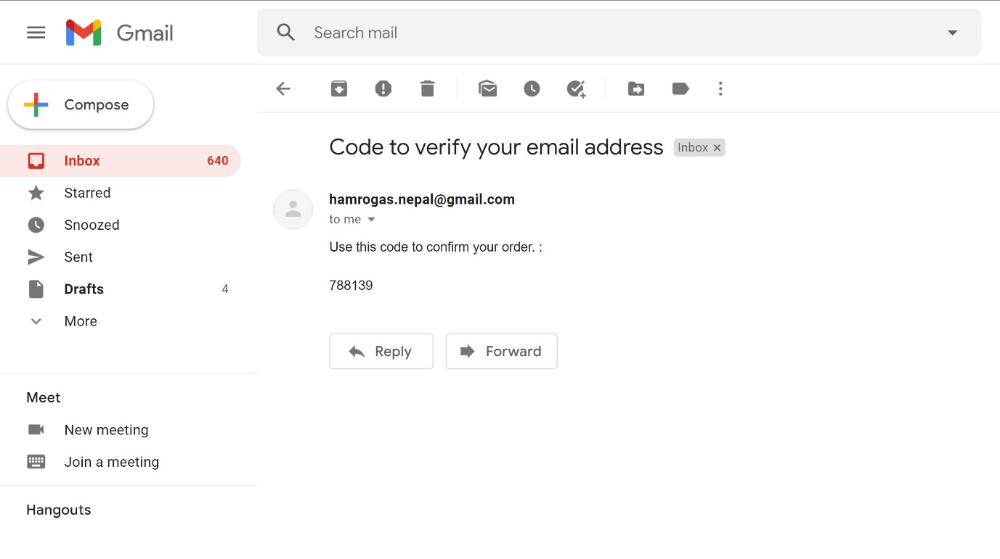 Gmail
Search mail
Compose
Inbox 640
Starred
Snoozed
Sent
Drafts 4
More
Meet
New meeting
Join a meeting
Hangouts
Code to verify your email address Inbox ×
hamrogas.nepal@gmail.com
to me
Use this code to confirm your order. :
788139
Reply Forward